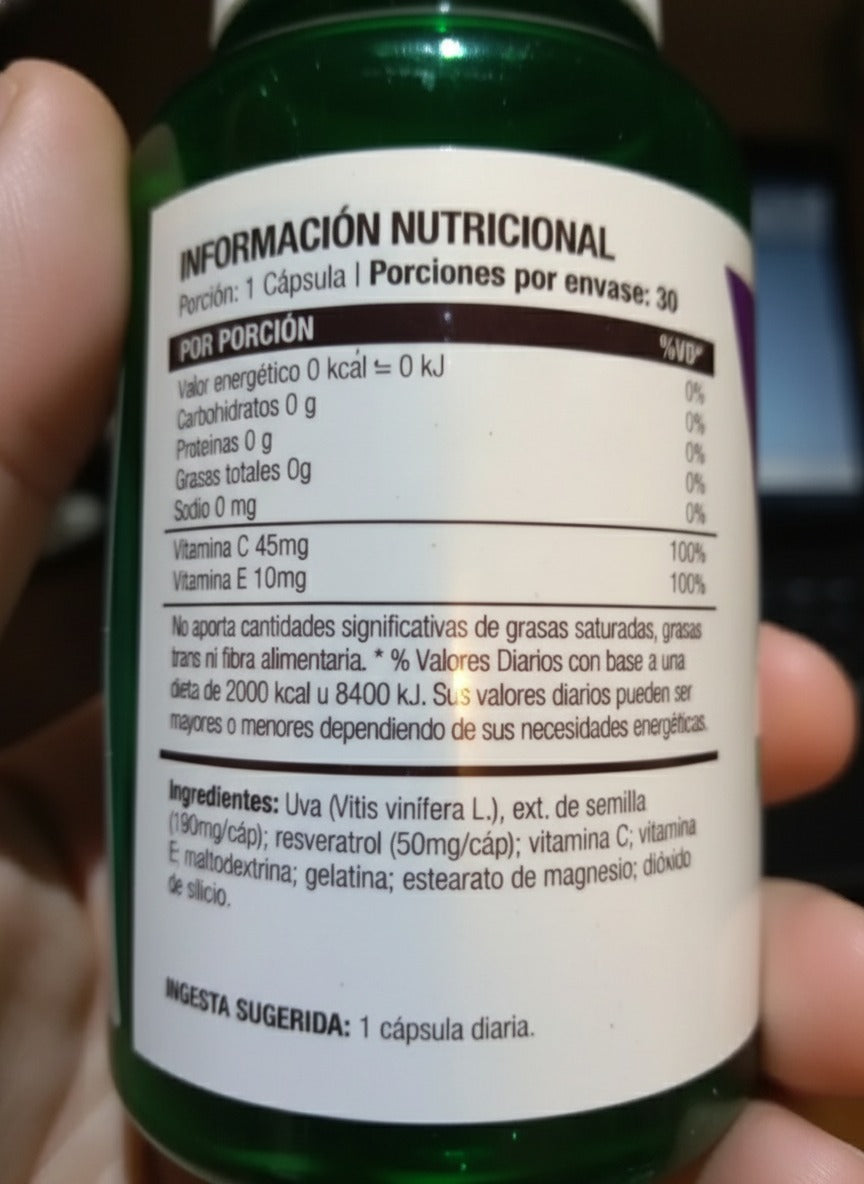 INFORMACIÓN NUTRICIONAL
Porción: 1 Cápsula | Porciones por envase: 30
POR PORCIÓN %VD*
Valor energético 0 kcal = 0 kJ 0%
Carbohidratos 0 g 0%
Proteinas 0 g 0%
Grasas totales 0g 0%
Sodio 0 mg 0%
Vitamina C 45mg 100%
Vitamina E 10mg 100%
No aporta cantidades significativas de grasas saturadas, grasas
trans ni fibra alimentaria. * % Valores Diarios con base a una
dieta de 2000 kcal u 8400 kJ. Sus valores diarios pueden ser
mayores o menores dependiendo de sus necesidades energéticas.
Ingredientes: Uva (Vitis vinífera L.), ext. de semilla
(190mg/cáp); resveratrol (50mg/cáp); vitamina C; vitamina
E; maltodextrina; gelatina; estearato de magnesio; dióxido
de silicio.
INGESTA SUGERIDA: 1 cápsula diaria.